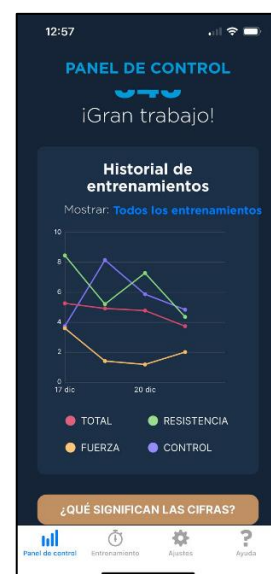 12:57
PANEL DE CONTROL
¡Gran trabajo!
Historial de
entrenamientos
Mostrar: Todos los entrenamientos
10
8
6
4
2
0
17 dic
20 dic
TOTAL
RESISTENCIA
FUERZA
CONTROL
¿QUÉ SIGNIFICAN LAS CIFRAS?
Panel de control
Entrenamiento
Ajustes
Ayuda